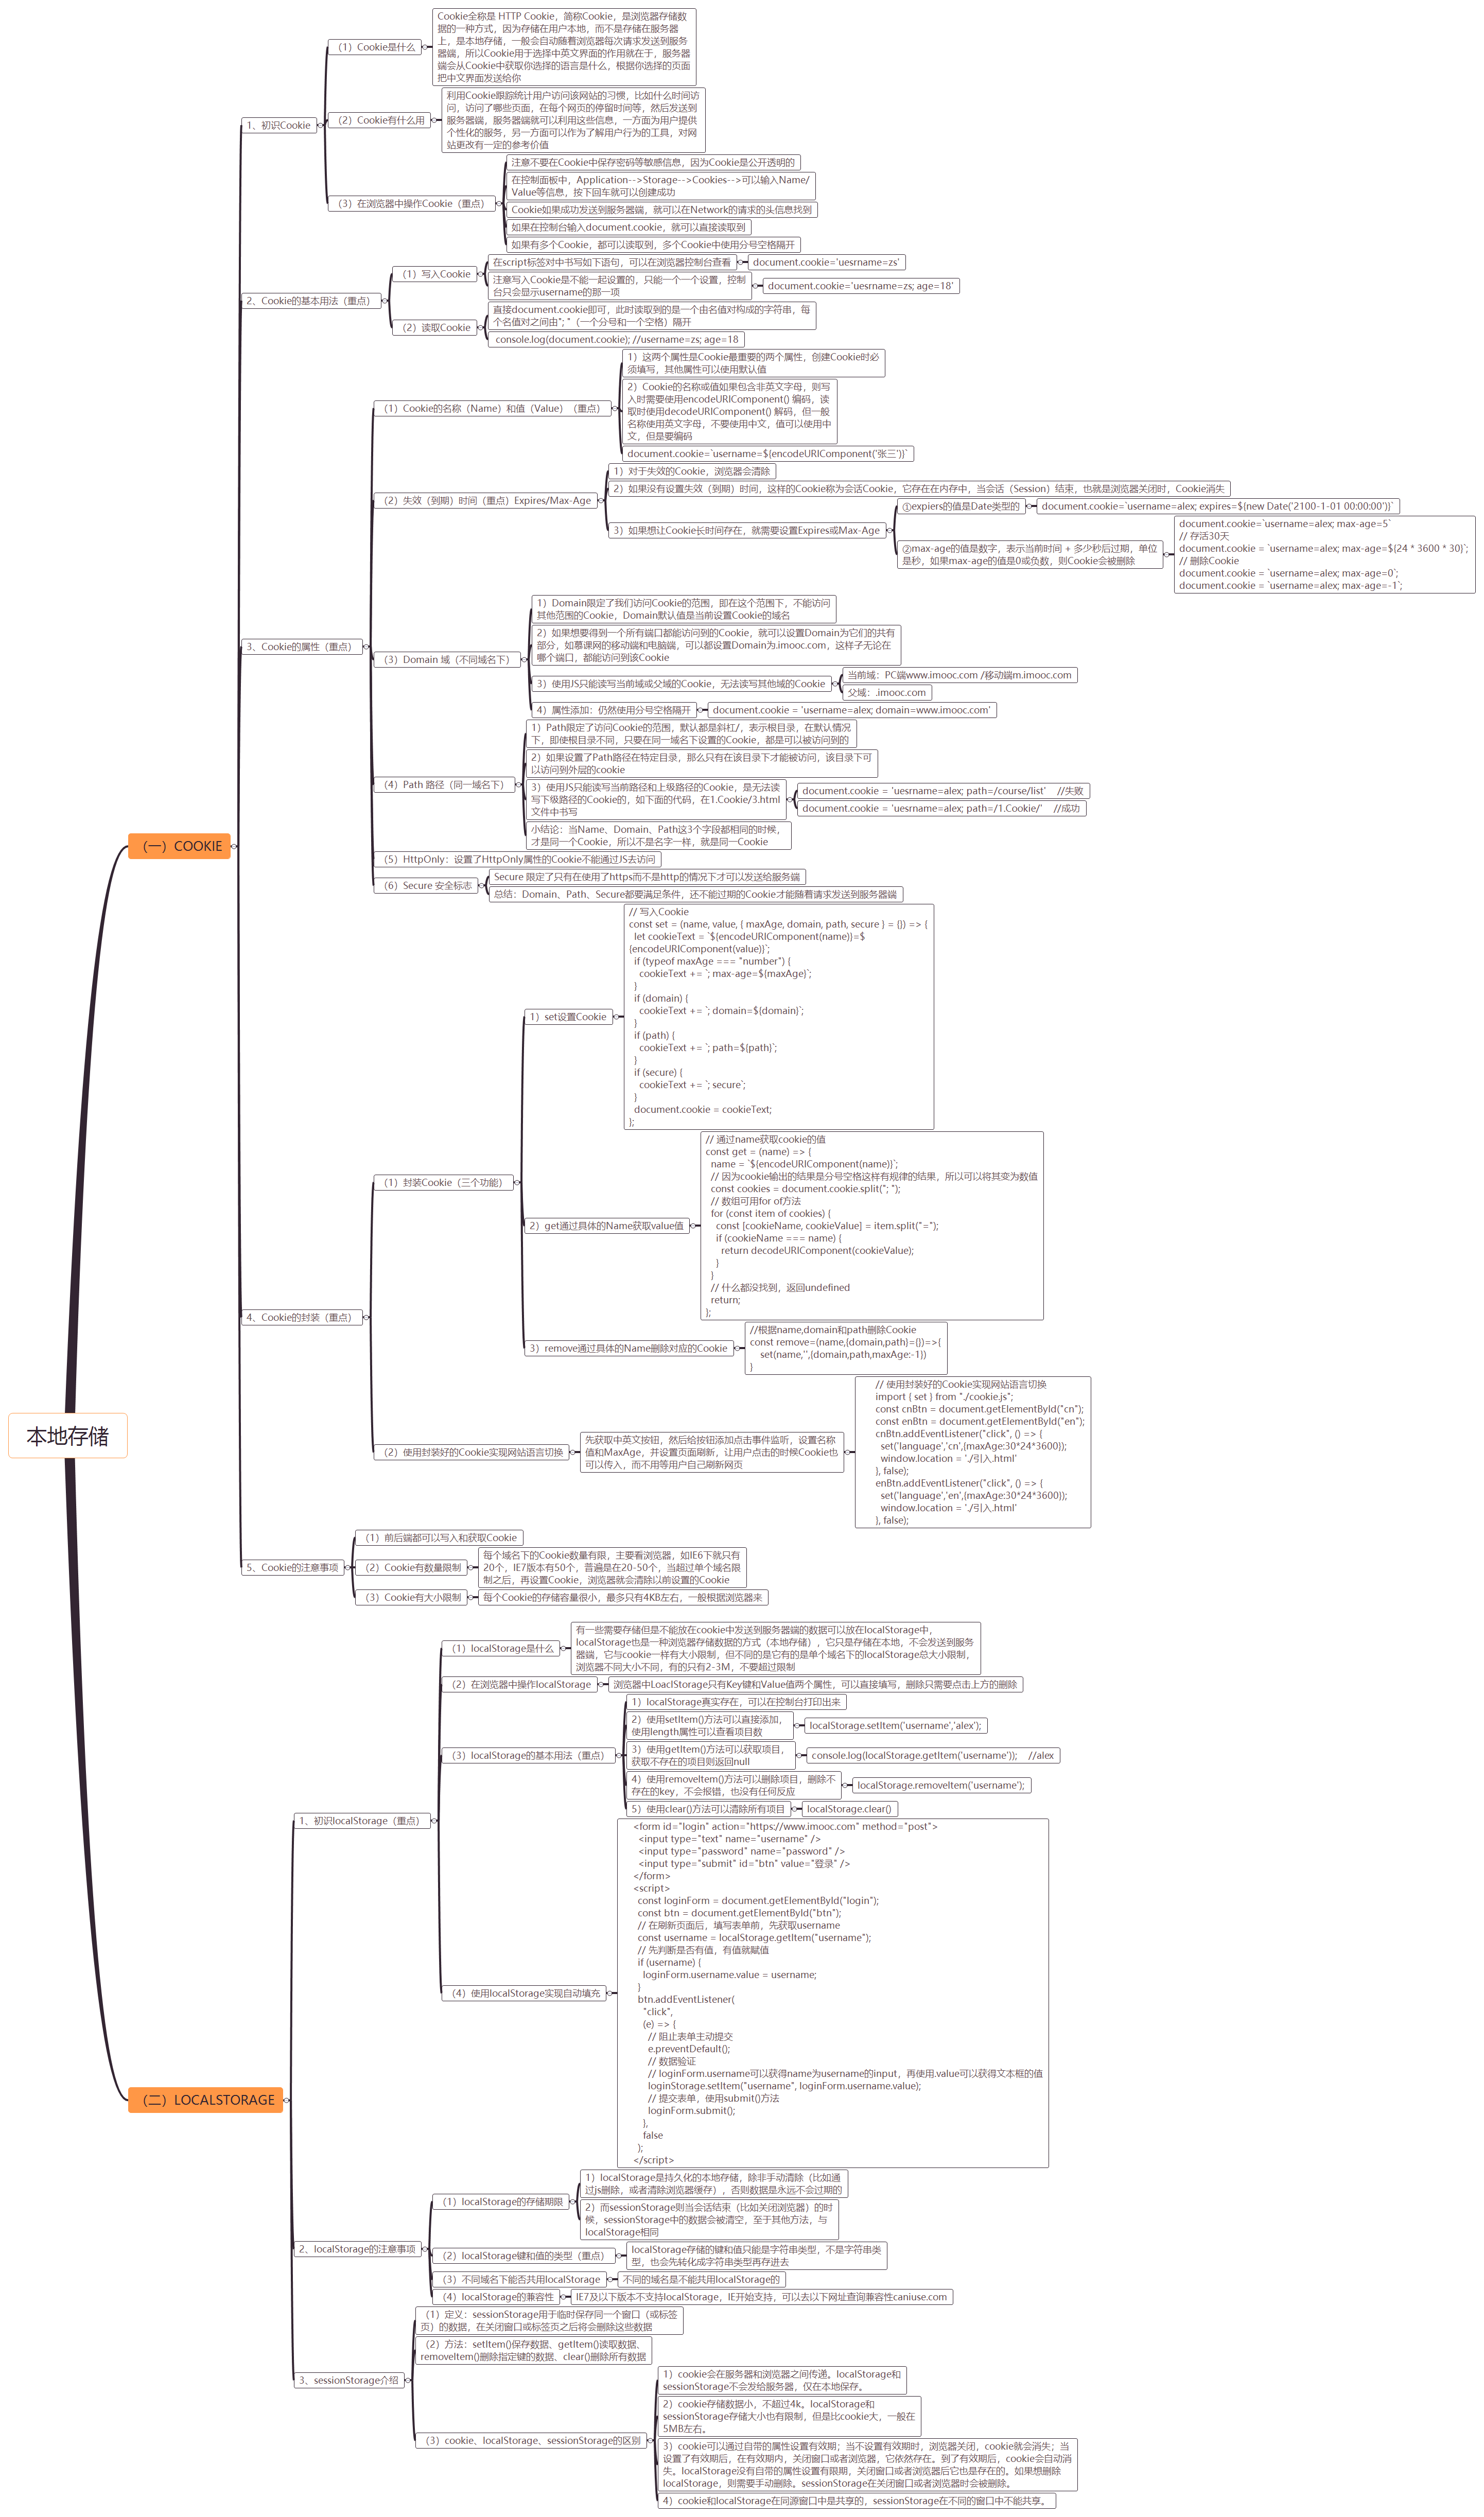 本地存储
（一）COOKIE
1、初识Cookie
（1）Cookie是什么
Cookie全称是 HTTP Cookie，简称Cookie，是浏览器存储数
据的一种方式，因为存储在用户本地，而不是存储在服务器
上，是本地存储，一般会自动随着浏览器每次请求发送到服务
器端，所以Cookie用于选择中英文界面的作用就在于，服务器
端会从Cookie中获取你选择的语言是什么，根据你选择的页面
把中文界面发送给你
（2）Cookie有什么用
利用Cookie跟踪统计用户访问该网站的习惯，比如什么时间访
问，访问了哪些页面，在每个网页的停留时间等，然后发送到
服务器端，服务器端就可以利用这些信息，一方面为用户提供
个性化的服务，另一方面可以作为了解用户行为的工具，对网
站更改有一定的参考价值
（3）在浏览器中操作Cookie（重点）
注意不要在Cookie中保存密码等敏感信息，因为Cookie是公开透明的
在控制面板中，Application-->Storage-->Cookies-->可以输入Name/
Value等信息，按下回车就可以创建成功
Cookie如果成功发送到服务器端，就可以在Network的请求的头信息找到
如果在控制台输入document.cookie，就可以直接读取到
如果有多个Cookie，都可以读取到，多个Cookie中使用分号空格隔开
2、Cookie的基本用法（重点）
（1）写入Cookie
在script标签对中书写如下语句，可以在浏览器控制台查看
document.cookie='uesrname=zs'
注意写入Cookie是不能一起设置的，只能一个一个设置，控制
台只会显示username的那一项
document.cookie='uesrname=zs; age=18'
（2）读取Cookie
直接document.cookie即可，此时读取到的是一个由名值对构成的字符串，每
个名值对之间由"; "（一个分号和一个空格）隔开
console.log(document.cookie); //username=zs; age=18
3、Cookie的属性（重点）
（1）Cookie的名称（Name）和值（Value）（重点）
1）这两个属性是Cookie最重要的两个属性，创建Cookie时必
须填写，其他属性可以使用默认值
2）Cookie的名称或值如果包含非英文字母，则写
入时需要使用encodeURIComponent() 编码，读
取时使用decodeURIComponent() 解码，但一般
名称使用英文字母，不要使用中文，值可以使用中
文，但是要编码
document.cookie=`username=${encodeURIComponent('张三')}`
（2）失效（到期）时间（重点）Expires/Max-Age
1）对于失效的Cookie，浏览器会清除
2）如果没有设置失效（到期）时间，这样的Cookie称为会话Cookie，它存在在内存中，当会话（Session）结束，也就是浏览器关闭时，Cookie消失
3）如果想让Cookie长时间存在，就需要设置Expires或Max-Age
①expiers的值是Date类型的
document.cookie=`username=alex; expires=${new Date('2100-1-01 00:00:00')}`
②max-age的值是数字，表示当前时间 + 多少秒后过期，单位
是秒，如果max-age的值是0或负数，则Cookie会被删除
document.cookie=`username=alex; max-age=5`
// 存活30天
document.cookie = `username=alex; max-age=${24 * 3600 * 30}`;
// 删除Cookie
document.cookie = `username=alex; max-age=0`;
document.cookie = `username=alex; max-age=-1`;
（3）Domain 域（不同域名下）
1）Domain限定了我们访问Cookie的范围，即在这个范围下，不能访问
其他范围的Cookie，Domain默认值是当前设置Cookie的域名
2）如果想要得到一个所有端口都能访问到的Cookie，就可以设置Domain为它们的共有
部分，如慕课网的移动端和电脑端，可以都设置Domain为.imooc.com，这样子无论在
哪个端口，都能访问到该Cookie
3）使用JS只能读写当前域或父域的Cookie，无法读写其他域的Cookie
当前域：PC端www.imooc.com /移动端m.imooc.com
父域：.imooc.com
4）属性添加：仍然使用分号空格隔开
document.cookie = 'username=alex; domain=www.imooc.com'
（4）Path 路径（同一域名下）
1）Path限定了访问Cookie的范围，默认都是斜杠/，表示根目录，在默认情况
下，即使根目录不同，只要在同一域名下设置的Cookie，都是可以被访问到的
2）如果设置了Path路径在特定目录，那么只有在该目录下才能被访问，该目录下可
以访问到外层的cookie
3）使用JS只能读写当前路径和上级路径的Cookie，是无法读
写下级路径的Cookie的，如下面的代码，在1.Cookie/3.html
文件中书写
document.cookie = 'uesrname=alex; path=/course/list' //失败
document.cookie = 'uesrname=alex; path=/1.Cookie/' //成功
小结论：当Name、Domain、Path这3个字段都相同的时候，
才是同一个Cookie，所以不是名字一样，就是同一Cookie
（5）HttpOnly：设置了HttpOnly属性的Cookie不能通过JS去访问
（6）Secure 安全标志
Secure 限定了只有在使用了https而不是http的情况下才可以发送给服务端
总结：Domain、Path、Secure都要满足条件，还不能过期的Cookie才能随着请求发送到服务器端
4、Cookie的封装（重点）
（1）封装Cookie（三个功能）
1）set设置Cookie
// 写入Cookie
const set = (name, value, { maxAge, domain, path, secure } = {}) => {
let cookieText = `${encodeURIComponent(name)}=$
{encodeURIComponent(value)}`;
if (typeof maxAge === "number") {
cookieText += `; max-age=${maxAge}`;
}
if (domain) {
cookieText += `; domain=${domain}`;
}
if (path) {
cookieText += `; path=${path}`;
}
if (secure) {
cookieText += `; secure`;
}
document.cookie = cookieText;
};
2）get通过具体的Name获取value值
// 通过name获取cookie的值
const get = (name) => {
name = `${encodeURIComponent(name)}`;
// 因为cookie输出的结果是分号空格这样有规律的结果，所以可以将其变为数值
const cookies = document.cookie.split("; ");
// 数组可用for of方法
for (const item of cookies) {
const [cookieName, cookieValue] = item.split("=");
if (cookieName === name) {
return decodeURIComponent(cookieValue);
}
}
// 什么都没找到，返回undefined
return;
};
3）remove通过具体的Name删除对应的Cookie
//根据name,domain和path删除Cookie
const remove=(name,{domain,path}={})=>{
set(name,'',{domain,path,maxAge:-1})
}
（2）使用封装好的Cookie实现网站语言切换
先获取中英文按钮，然后给按钮添加点击事件监听，设置名称
值和MaxAge，并设置页面刷新，让用户点击的时候Cookie也
可以传入，而不用等用户自己刷新网页
// 使用封装好的Cookie实现网站语言切换
import { set } from "./cookie.js";
const cnBtn = document.getElementById("cn");
const enBtn = document.getElementById("en");
cnBtn.addEventListener("click", () => {
set('language','cn',{maxAge:30*24*3600});
window.location = './引入.html'
}, false);
enBtn.addEventListener("click", () => {
set('language','en',{maxAge:30*24*3600});
window.location = './引入.html'
}, false);
5、Cookie的注意事项
（1）前后端都可以写入和获取Cookie
（2）Cookie有数量限制
每个域名下的Cookie数量有限，主要看浏览器，如IE6下就只有
20个，IE7版本有50个，普遍是在20-50个，当超过单个域名限
制之后，再设置Cookie，浏览器就会清除以前设置的Cookie
（3）Cookie有大小限制
每个Cookie的存储容量很小，最多只有4KB左右，一般根据浏览器来
（二）LOCALSTORAGE
1、初识localStorage（重点）
（1）localStorage是什么
有一些需要存储但是不能放在cookie中发送到服务器端的数据可以放在localStorage中，
localStorage也是一种浏览器存储数据的方式（本地存储），它只是存储在本地，不会发送到服务
器端，它与cookie一样有大小限制，但不同的是它有的是单个域名下的localStorage总大小限制，
浏览器不同大小不同，有的只有2-3M，不要超过限制
（2）在浏览器中操作localStorage
浏览器中LoaclStorage只有Key键和Value值两个属性，可以直接填写，删除只需要点击上方的删除
（3）localStorage的基本用法（重点）
1）localStorage真实存在，可以在控制台打印出来
2）使用setItem()方法可以直接添加，
使用length属性可以查看项目数
localStorage.setItem('username','alex');
3）使用getItem()方法可以获取项目，
获取不存在的项目则返回null
console.log(localStorage.getItem('username')); //alex
4）使用removeItem()方法可以删除项目，删除不
存在的key，不会报错，也没有任何反应
localStorage.removeItem('username');
5）使用clear()方法可以清除所有项目
localStorage.clear()
（4）使用localStorage实现自动填充
<form id="login" action="https://www.imooc.com" method="post">
<input type="text" name="username" />
<input type="password" name="password" />
<input type="submit" id="btn" value="登录" />
</form>
<script>
const loginForm = document.getElementById("login");
const btn = document.getElementById("btn");
// 在刷新页面后，填写表单前，先获取username
const username = localStorage.getItem("username");
// 先判断是否有值，有值就赋值
if (username) {
loginForm.username.value = username;
}
btn.addEventListener(
"click",
(e) => {
// 阻止表单主动提交
e.preventDefault();
// 数据验证
// loginForm.username可以获得name为username的input，再使用.value可以获得文本框的值
loginStorage.setItem("username", loginForm.username.value);
// 提交表单，使用submit()方法
loginForm.submit();
},
false
);
</script>
2、localStorage的注意事项
（1）localStorage的存储期限
1）localStorage是持久化的本地存储，除非手动清除（比如通
过js删除，或者清除浏览器缓存），否则数据是永远不会过期的
2）而sessionStorage则当会话结束（比如关闭浏览器）的时
候，sessionStorage中的数据会被清空，至于其他方法，与
localStorage相同
（2）localStorage键和值的类型（重点）
localStorage存储的键和值只能是字符串类型，不是字符串类
型，也会先转化成字符串类型再存进去
（3）不同域名下能否共用localStorage
不同的域名是不能共用localStorage的
（4）localStorage的兼容性
IE7及以下版本不支持localStorage，IE开始支持，可以去以下网址查询兼容性caniuse.com
3、sessionStorage介绍
（1）定义：sessionStorage用于临时保存同一个窗口（或标签
页）的数据，在关闭窗口或标签页之后将会删除这些数据
（2）方法：setItem()保存数据、getItem()读取数据、
removeItem()删除指定键的数据、clear()删除所有数据
（3）cookie、localStorage、sessionStorage的区别
1）cookie会在服务器和浏览器之间传递。localStorage和
sessionStorage不会发给服务器，仅在本地保存。
2）cookie存储数据小，不超过4k。localStorage和
sessionStorage存储大小也有限制，但是比cookie大，一般在
5MB左右。
3）cookie可以通过自带的属性设置有效期；当不设置有效期时，浏览器关闭，cookie就会消失；当
设置了有效期后，在有效期内，关闭窗口或者浏览器，它依然存在。到了有效期后，cookie会自动消
失。localStorage没有自带的属性设置有限期，关闭窗口或者浏览器后它也是存在的。如果想删除
localStorage，则需要手动删除。sessionStorage在关闭窗口或者浏览器时会被删除。
4）cookie和localStorage在同源窗口中是共享的，sessionStorage在不同的窗口中不能共享。